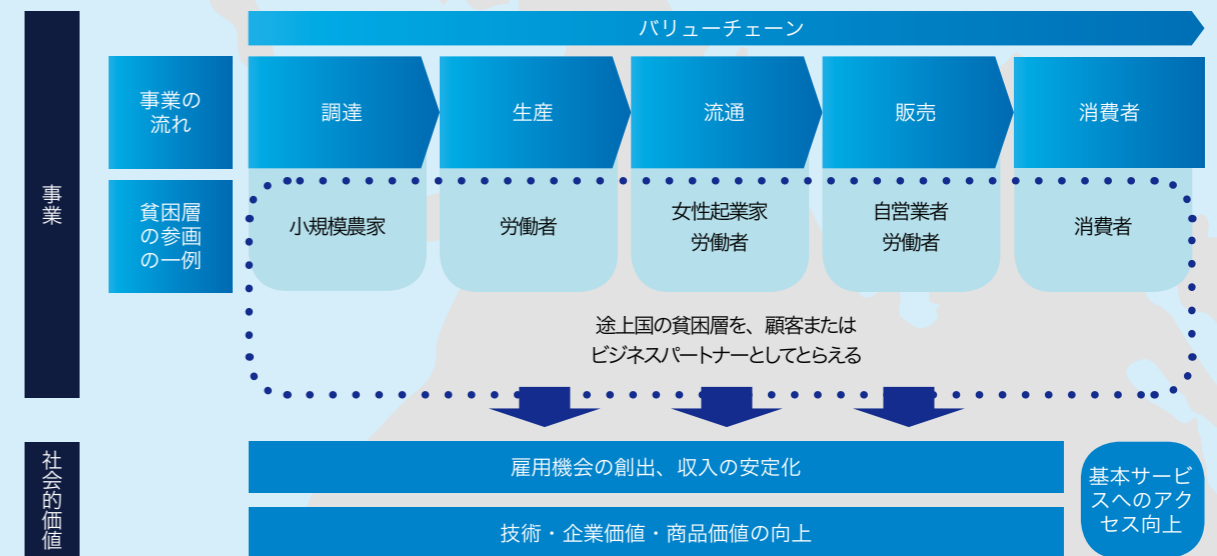 バリューチェーン
事業
事業の
流れ
調達
生産
流通
販売
消費者
貧困層
の参画
の一例
小規模農家
労働者
女性起業家
労働者
自営業者
労働者
消費者
途上国の貧困層を、顧客または
ビジネスパートナーとしてとらえる
社会的価値
雇用機会の創出、収入の安定化
技術・企業価値・商品価値の向上
基本サービ
スへのアク
セス向上